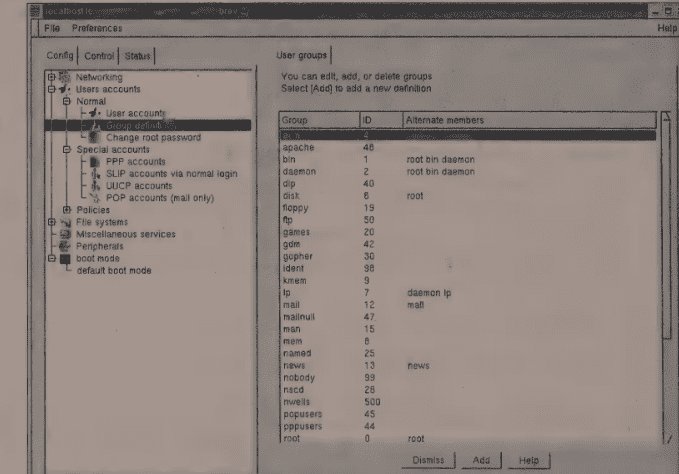 File Preferences Help
Config Control Status
Networking
Users accounts
Normal
User accounts
Group
Change root password
Special accounts
PPP accounts
SLIP accounts via normal login
UUCP accounts
POP accounts (mail only)
Policies
File systems
Miscellaneous services
Peripherals
boot mode
default boot mode
User groups
You can edit, add, or delete groups
Select [Add] to add a new definition
Group ID Alternate members
apache 48
bin 1 root bin daemon
daemon 2 root bin daemon
dip 40
disk 6 root
floppy 19
ftp 50
games 20
gdm 42
gopher 30
ident 98
kmem 9
lp 7 daemon lp
mail 12 mail
mailnull 47
man 15
mem 8
named 25
news 13 news
nobody 99
nscd 28
nwells 500
popusers 45
pppusers 44
root 0 root
Dismiss Add Help